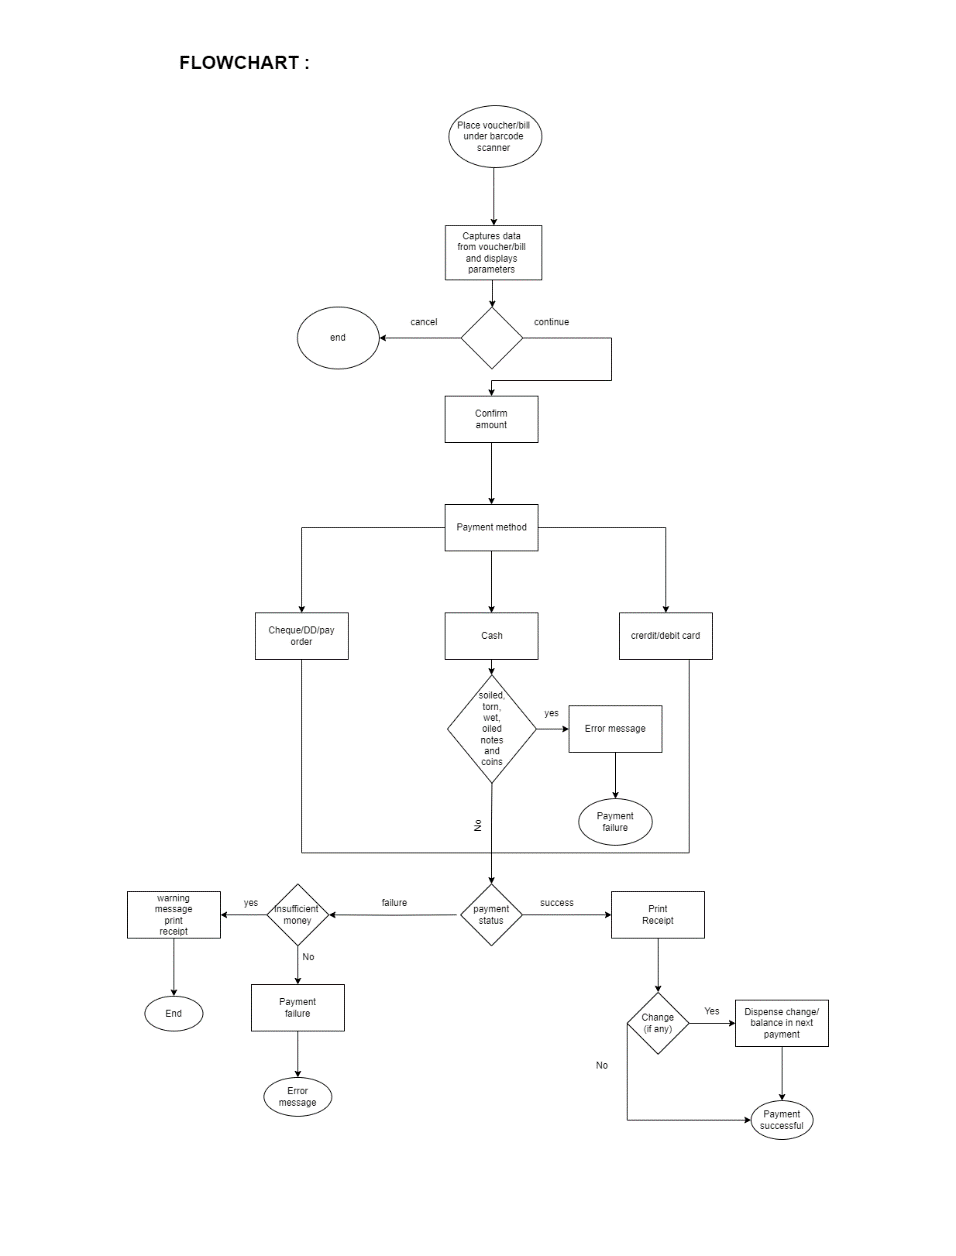 FLOWCHART :
Place voucher/bill
under barcode
scanner
Captures data
from voucher/bill
and displays
parameters
cancel
continue
end
Confirm
amount
Payment method
Cheque/DD/pay
order
Cash
crerdit/debit card
soiled,
torn,
wet,
oiled
notes
and
coins
yes
Error message
Payment
failure
No
warning
message
print
receipt
yes
Insufficient
money
failure
payment
status
success
Print
Receipt
No
End
Payment
failure
Change
(if any)
Yes
Dispense change/
balance in next
payment
No
Error
message
Payment
successful